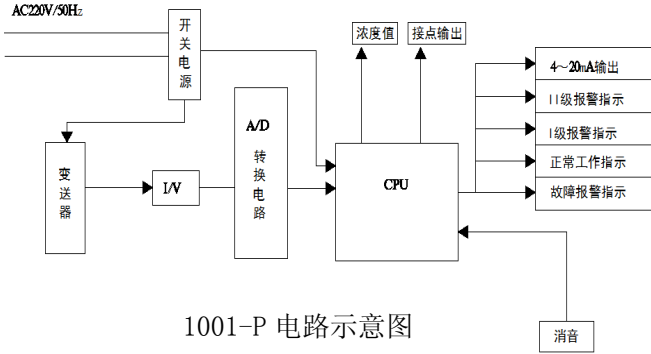 AC220V/50Hz
开关电源
浓度值
接点输出
4～20mA输出
II级报警指示
I级报警指示
正常工作指示
故障报警指示
A/D
转换电路
变送器
I/V
CPU
1001-P 电路示意图
消音